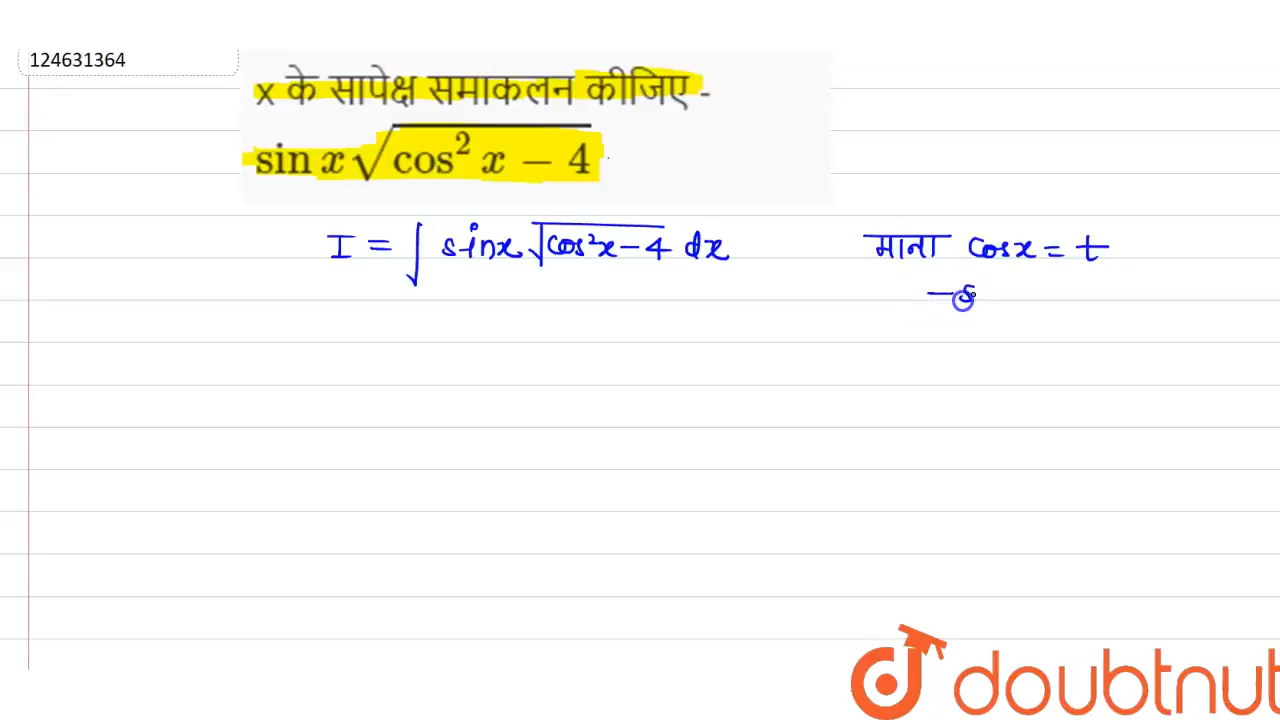 124631364
x के सापेक्ष समाकलन कीजिए -
sin x√(cos² x − 4)
I = ∫ sinx √(cos²x − 4) dx माना cosx = t
− s
doubtnut